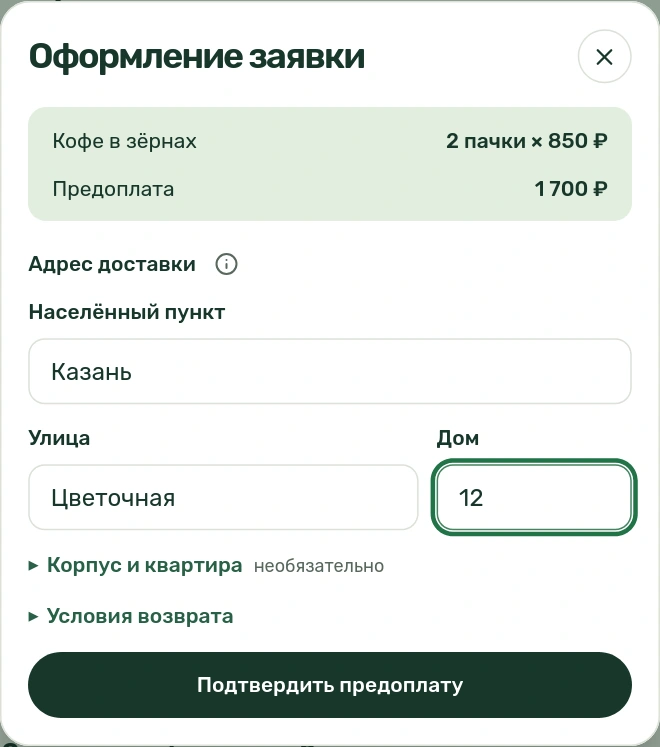 Оформление заявки
Кофе в зёрнах 2 пачки × 850 ₽
Предоплата 1 700 ₽
Адрес доставки
Населённый пункт
Казань
Улица Дом
Цветочная 12
Корпус и квартира необязательно
Условия возврата
Подтвердить предоплату